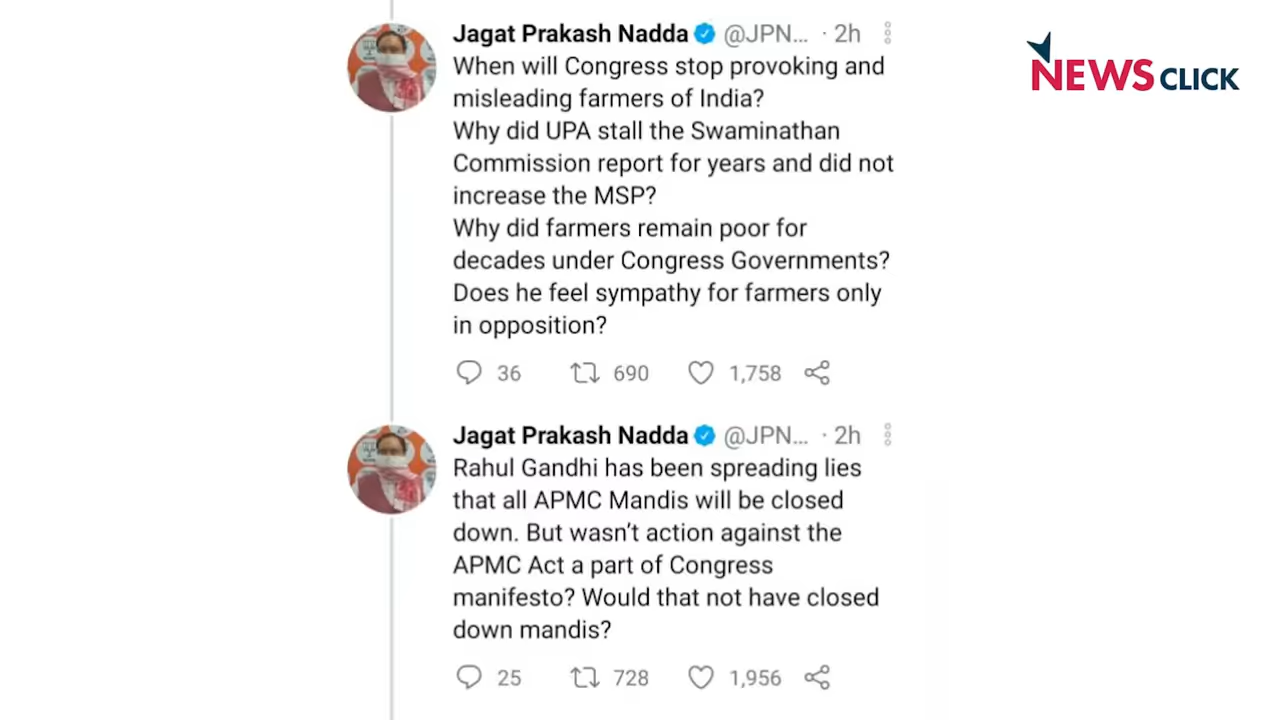 Jagat Prakash Nadda @JPN... · 2h
When will Congress stop provoking and
misleading farmers of India?
Why did UPA stall the Swaminathan
Commission report for years and did not
increase the MSP?
Why did farmers remain poor for
decades under Congress Governments?
Does he feel sympathy for farmers only
in opposition?
36 690 1,758
Jagat Prakash Nadda @JPN... · 2h
Rahul Gandhi has been spreading lies
that all APMC Mandis will be closed
down. But wasn't action against the
APMC Act a part of Congress
manifesto? Would that not have closed
down mandis?
25 728 1,956
NEWS CLICK